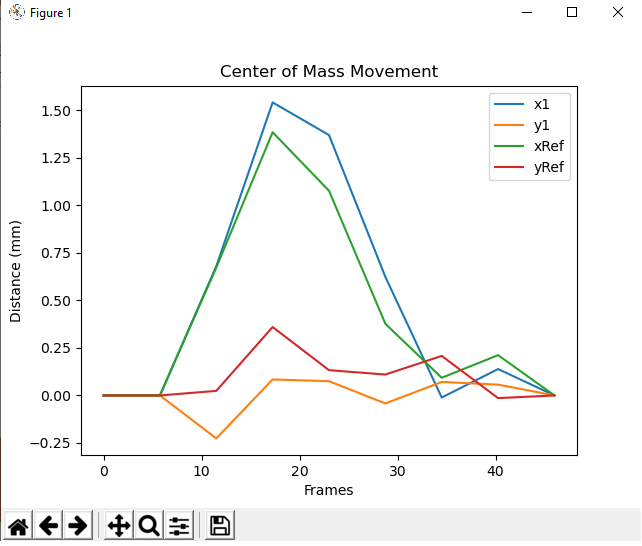 Figure 1
Center of Mass Movement
x1
y1
xRef
yRef
1.50
1.25
1.00
0.75
0.50
0.25
0.00
−0.25
Distance (mm)
0 10 20 30 40
Frames